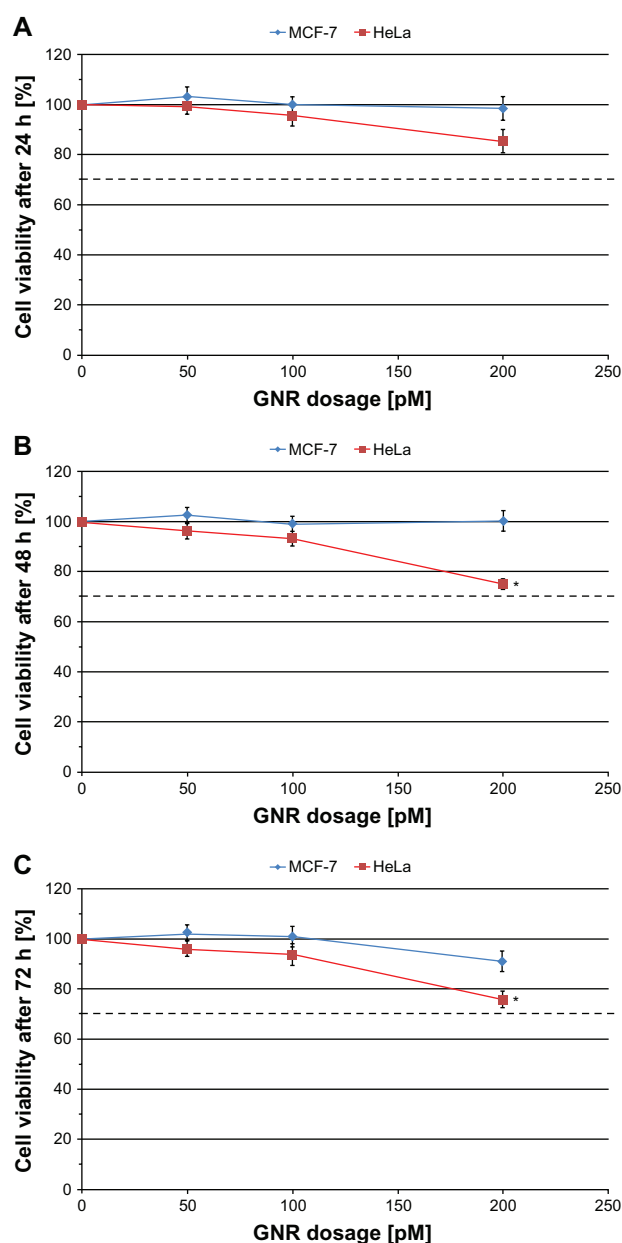 A
MCF-7 HeLa
Cell viability after 24 h [%]
120
100
80
60
40
20
0
0 50 100 150 200 250
GNR dosage [pM]
B
MCF-7 HeLa
Cell viability after 48 h [%]
120
100
80
60
40
20
0
*
0 50 100 150 200 250
GNR dosage [pM]
C
MCF-7 HeLa
Cell viability after 72 h [%]
120
100
80
60
40
20
0
*
0 50 100 150 200 250
GNR dosage [pM]